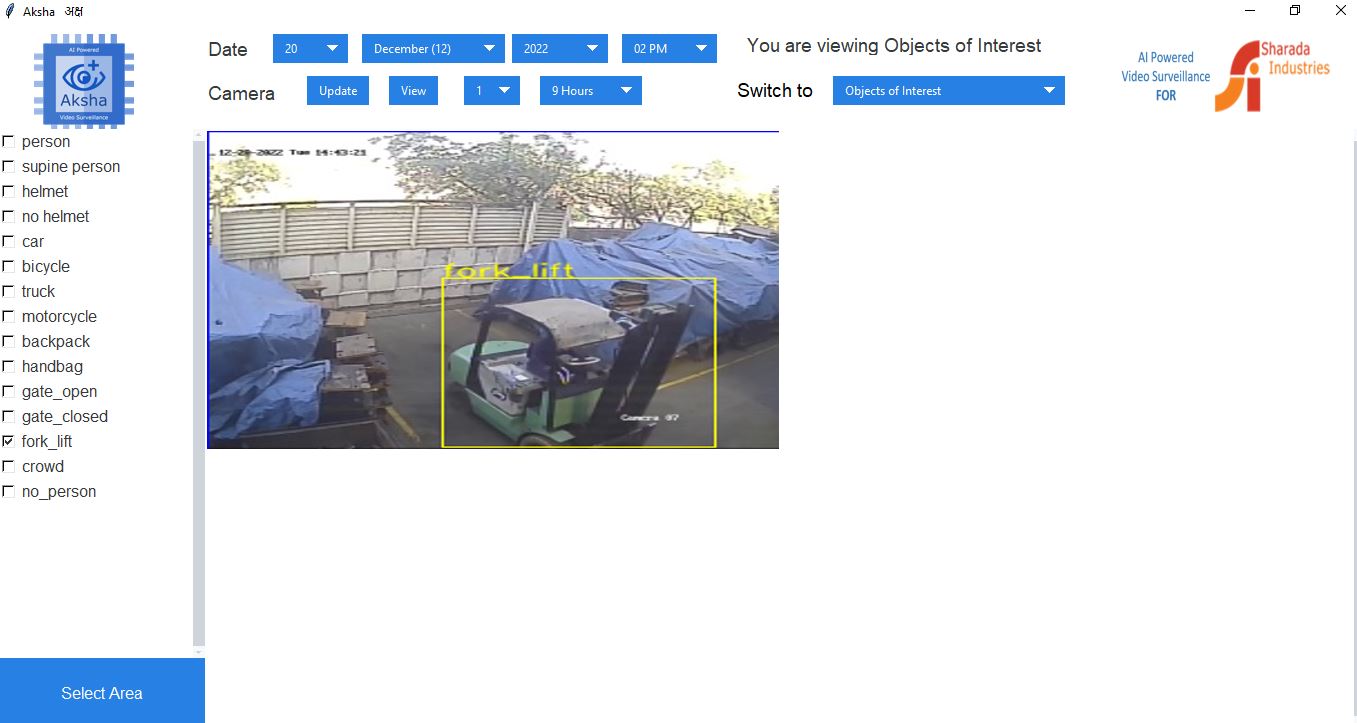 Aksha अक्ष
AI Powered
Aksha
Video Surveillance
Date 20 December (12) 2022 02 PM
You are viewing Objects of Interest
Camera Update View 1 9 Hours
Switch to Objects of Interest
AI Powered
Video Surveillance
FOR
Sharada
Industries
person
supine person
helmet
no helmet
car
bicycle
truck
motorcycle
backpack
handbag
gate_open
gate_closed
fork_lift
crowd
no_person
Select Area
12-20-2022 Tue 14:43:21
fork_lift
Camera 07